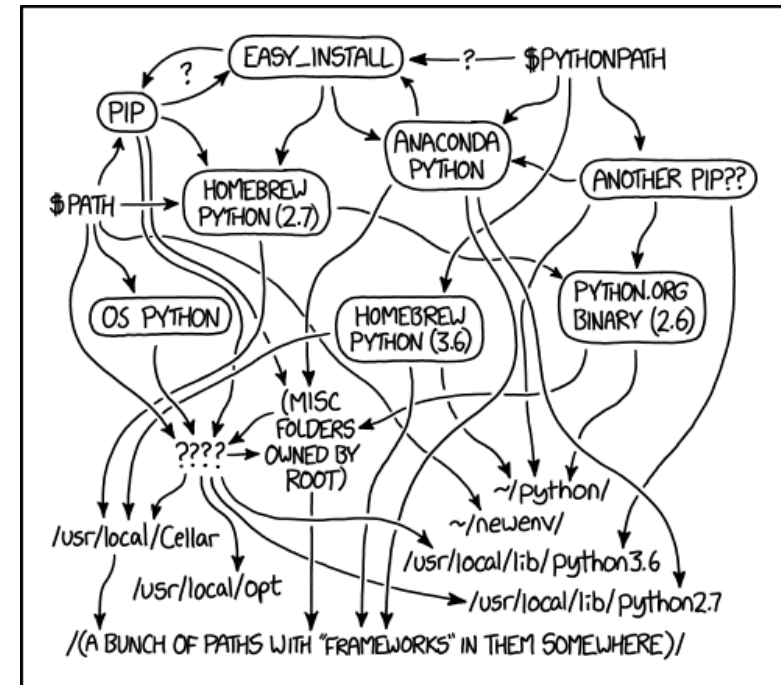 EASY_INSTALL
?
$PYTHONPATH
?
PIP
ANACONDA
PYTHON
ANOTHER PIP??
HOMEBREW
PYTHON (2.7)
$PATH
OS PYTHON
HOMEBREW
PYTHON (3.6)
PYTHON.ORG
BINARY (2.6)
(MISC
FOLDERS
OWNED BY
ROOT)
????
~/python/
~/newenv/
/usr/local/Cellar
/usr/local/opt
/usr/local/lib/python3.6
/usr/local/lib/python2.7
/(A BUNCH OF PATHS WITH "FRAMEWORKS" IN THEM SOMEWHERE)/